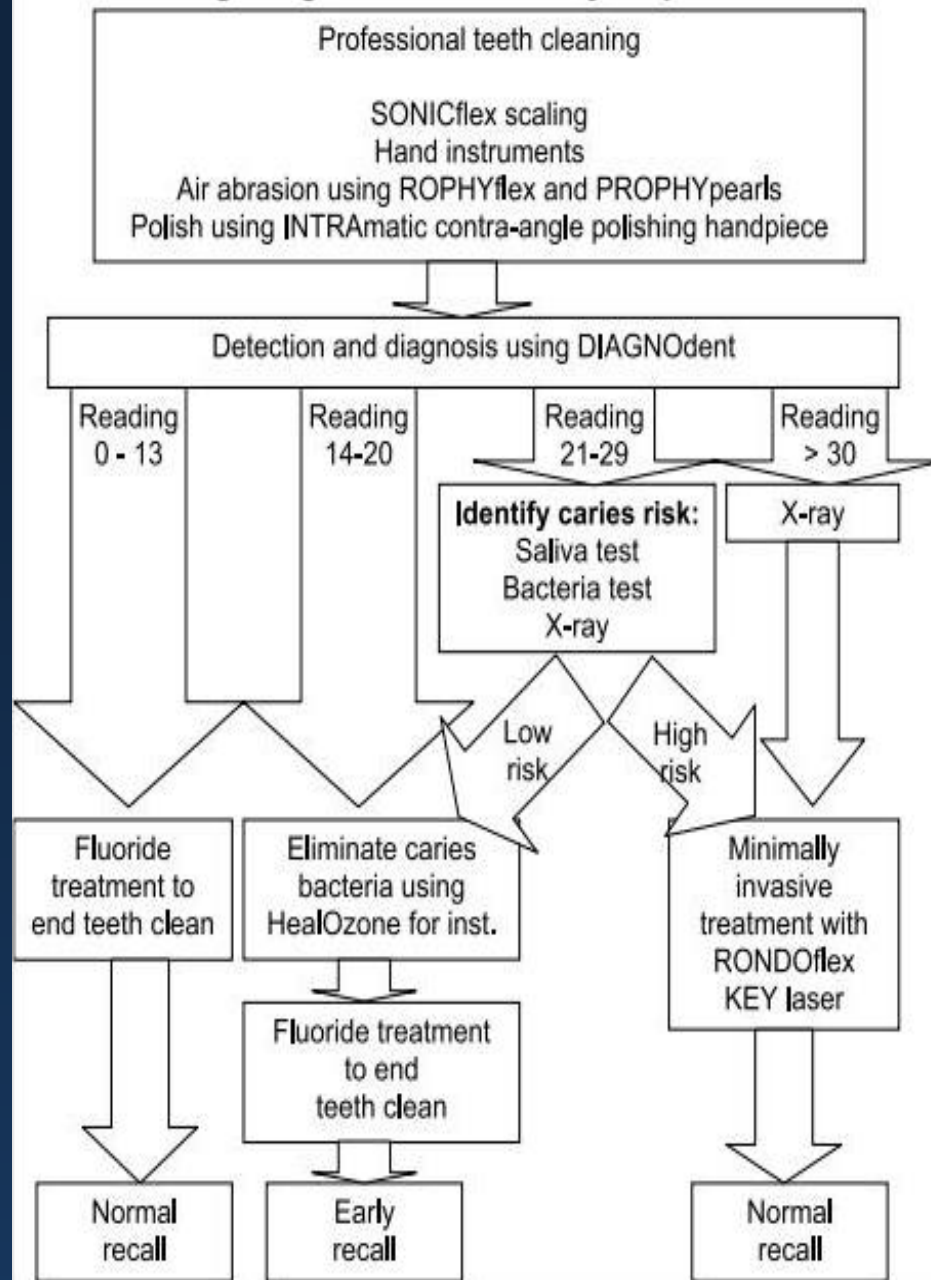 Professional teeth cleaning
SONICflex scaling
Hand instruments
Air abrasion using ROPHYflex and PROPHYpearls
Polish using INTRAmatic contra-angle polishing handpiece
Detection and diagnosis using DIAGNOdent
Reading
0 - 13
Reading
14-20
Reading
21-29
Reading
> 30
Identify caries risk:
Saliva test
Bacteria test
X-ray
X-ray
Low
risk
High
risk
Fluoride
treatment to
end teeth clean
Eliminate caries
bacteria using
HealOzone for inst.
Minimally
invasive
treatment with
RONDOflex
KEY laser
Fluoride treatment
to end
teeth clean
Normal
recall
Early
recall
Normal
recall